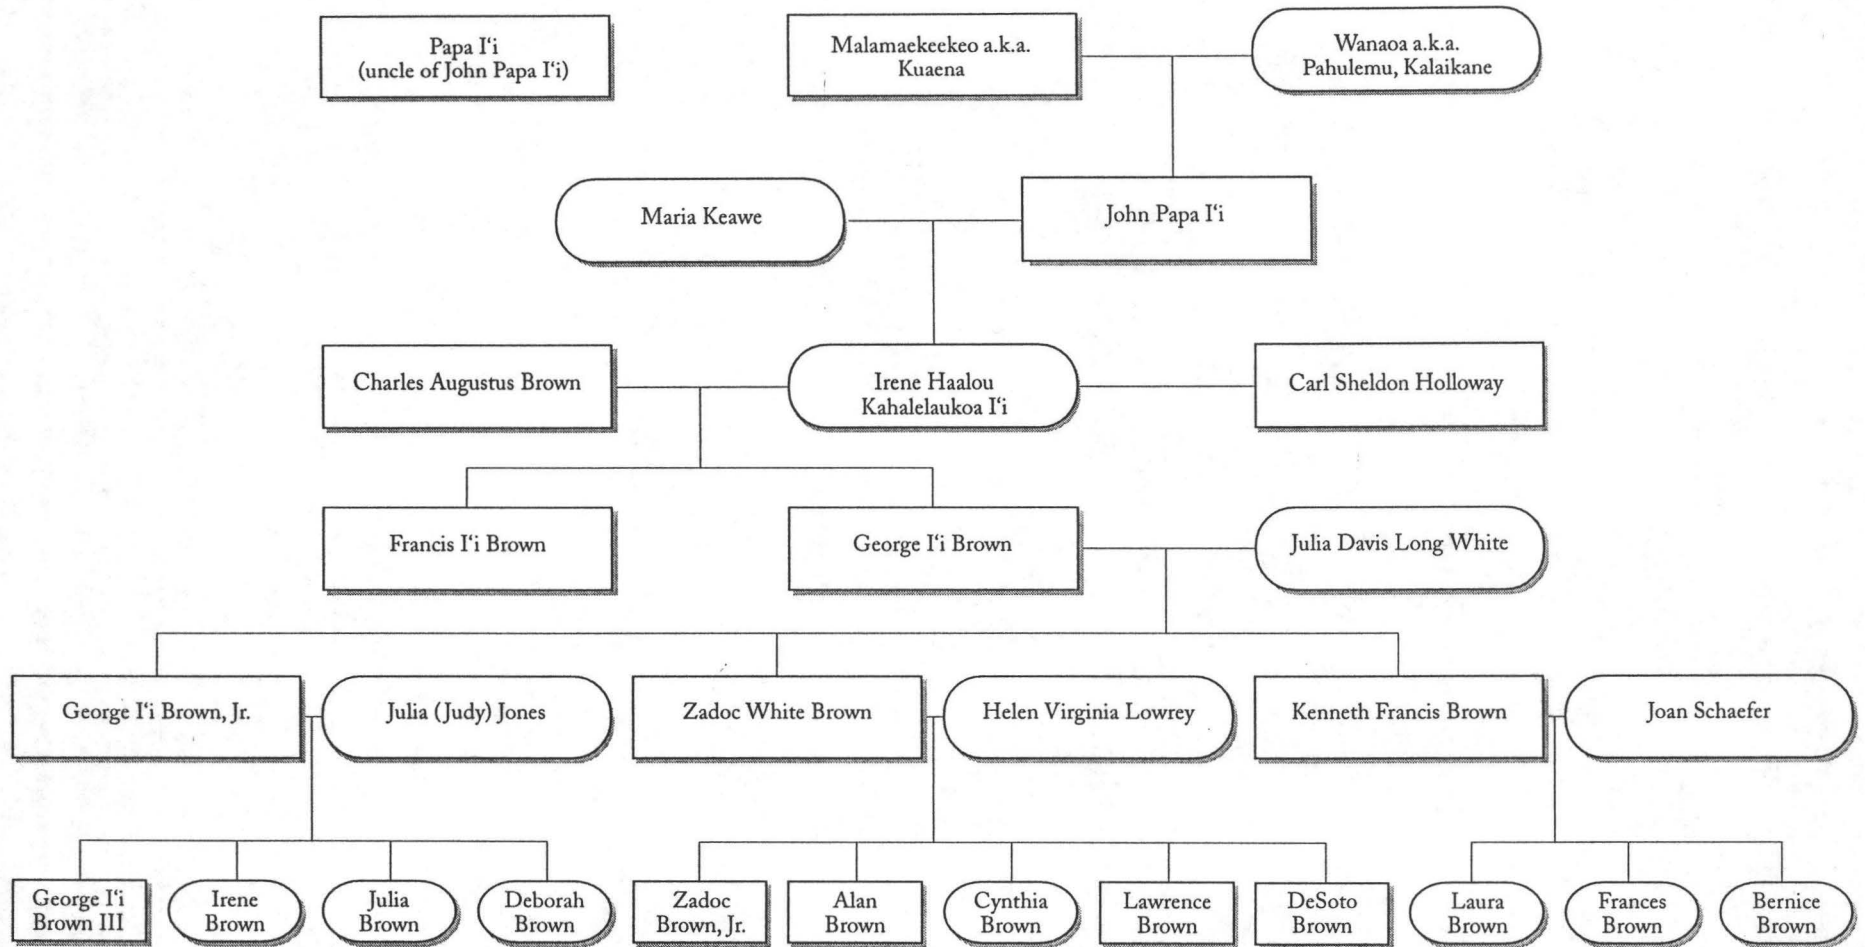 Papa I‘i
(uncle of John Papa I‘i)
Malamaekeekeo a.k.a.
Kuaena
Wanaoa a.k.a.
Pahulemu, Kalaikane
Maria Keawe
John Papa I‘i
Charles Augustus Brown
Irene Haalou
Kahalelaukoa I‘i
Carl Sheldon Holloway
Francis I‘i Brown
George I‘i Brown
Julia Davis Long White
George I‘i Brown, Jr.
Julia (Judy) Jones
Zadoc White Brown
Helen Virginia Lowrey
Kenneth Francis Brown
Joan Schaefer
George I‘i
Brown III
Irene
Brown
Julia
Brown
Deborah
Brown
Zadoc
Brown, Jr.
Alan
Brown
Cynthia
Brown
Lawrence
Brown
DeSoto
Brown
Laura
Brown
Frances
Brown
Bernice
Brown